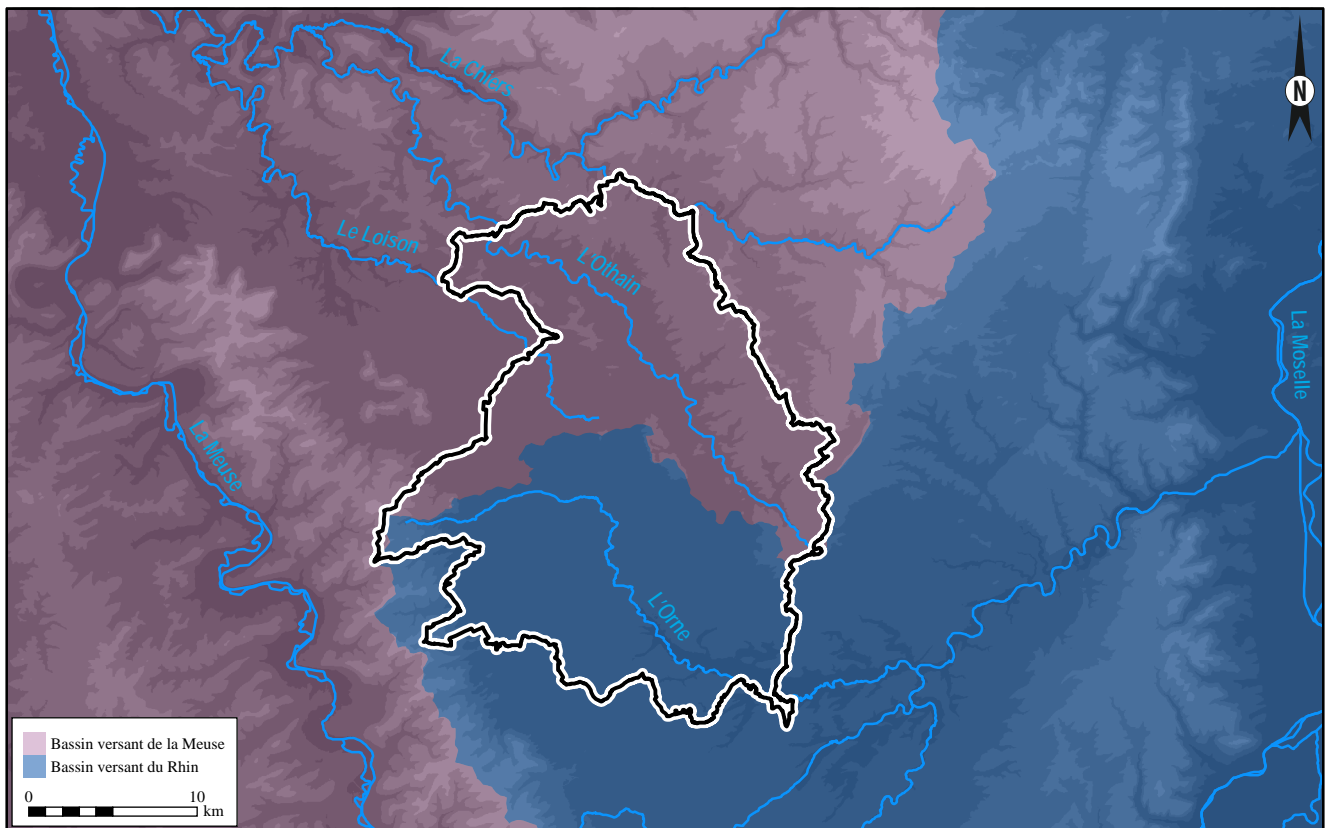 La Chiers
N
Le Loison
L'Othain
La Moselle
La Meuse
L'Orne
Bassin versant de la Meuse
Bassin versant du Rhin
0 10
km